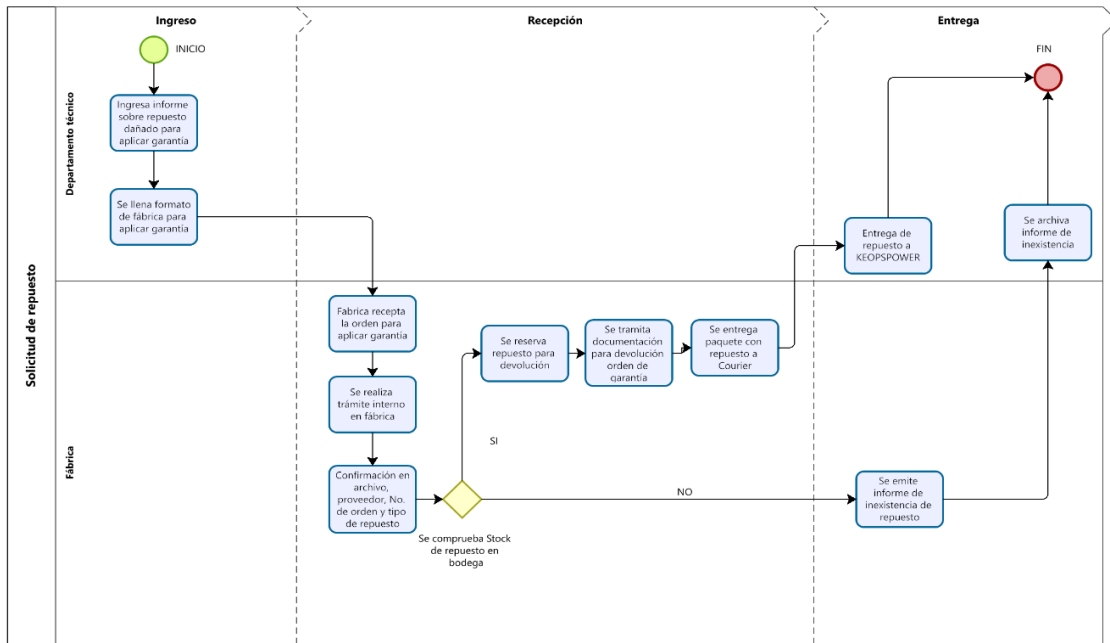 Ingreso
Recepción
Entrega
Solicitud de repuesto
Departamento técnico
INICIO
Ingresa informe
sobre repuesto
dañado para
aplicar garantía
Se llena formato
de fábrica para
aplicar garantía
FIN
Entrega de
repuesto a
KEOPSPOWER
Se archiva
informe de
inexistencia
Fábrica
Fabrica recepta
la orden para
aplicar garantía
Se realiza
trámite interno
en fábrica
Confirmación en
archivo,
proveedor, No.
de orden y tipo
de repuesto
Se comprueba Stock
de repuesto en
bodega
SI
Se reserva
repuesto para
devolución
Se tramita
documentación
para devolución
orden de
garantía
Se entrega
paquete con
repuesto a
Courier
NO
Se emite
informe de
inexistencia de
repuesto